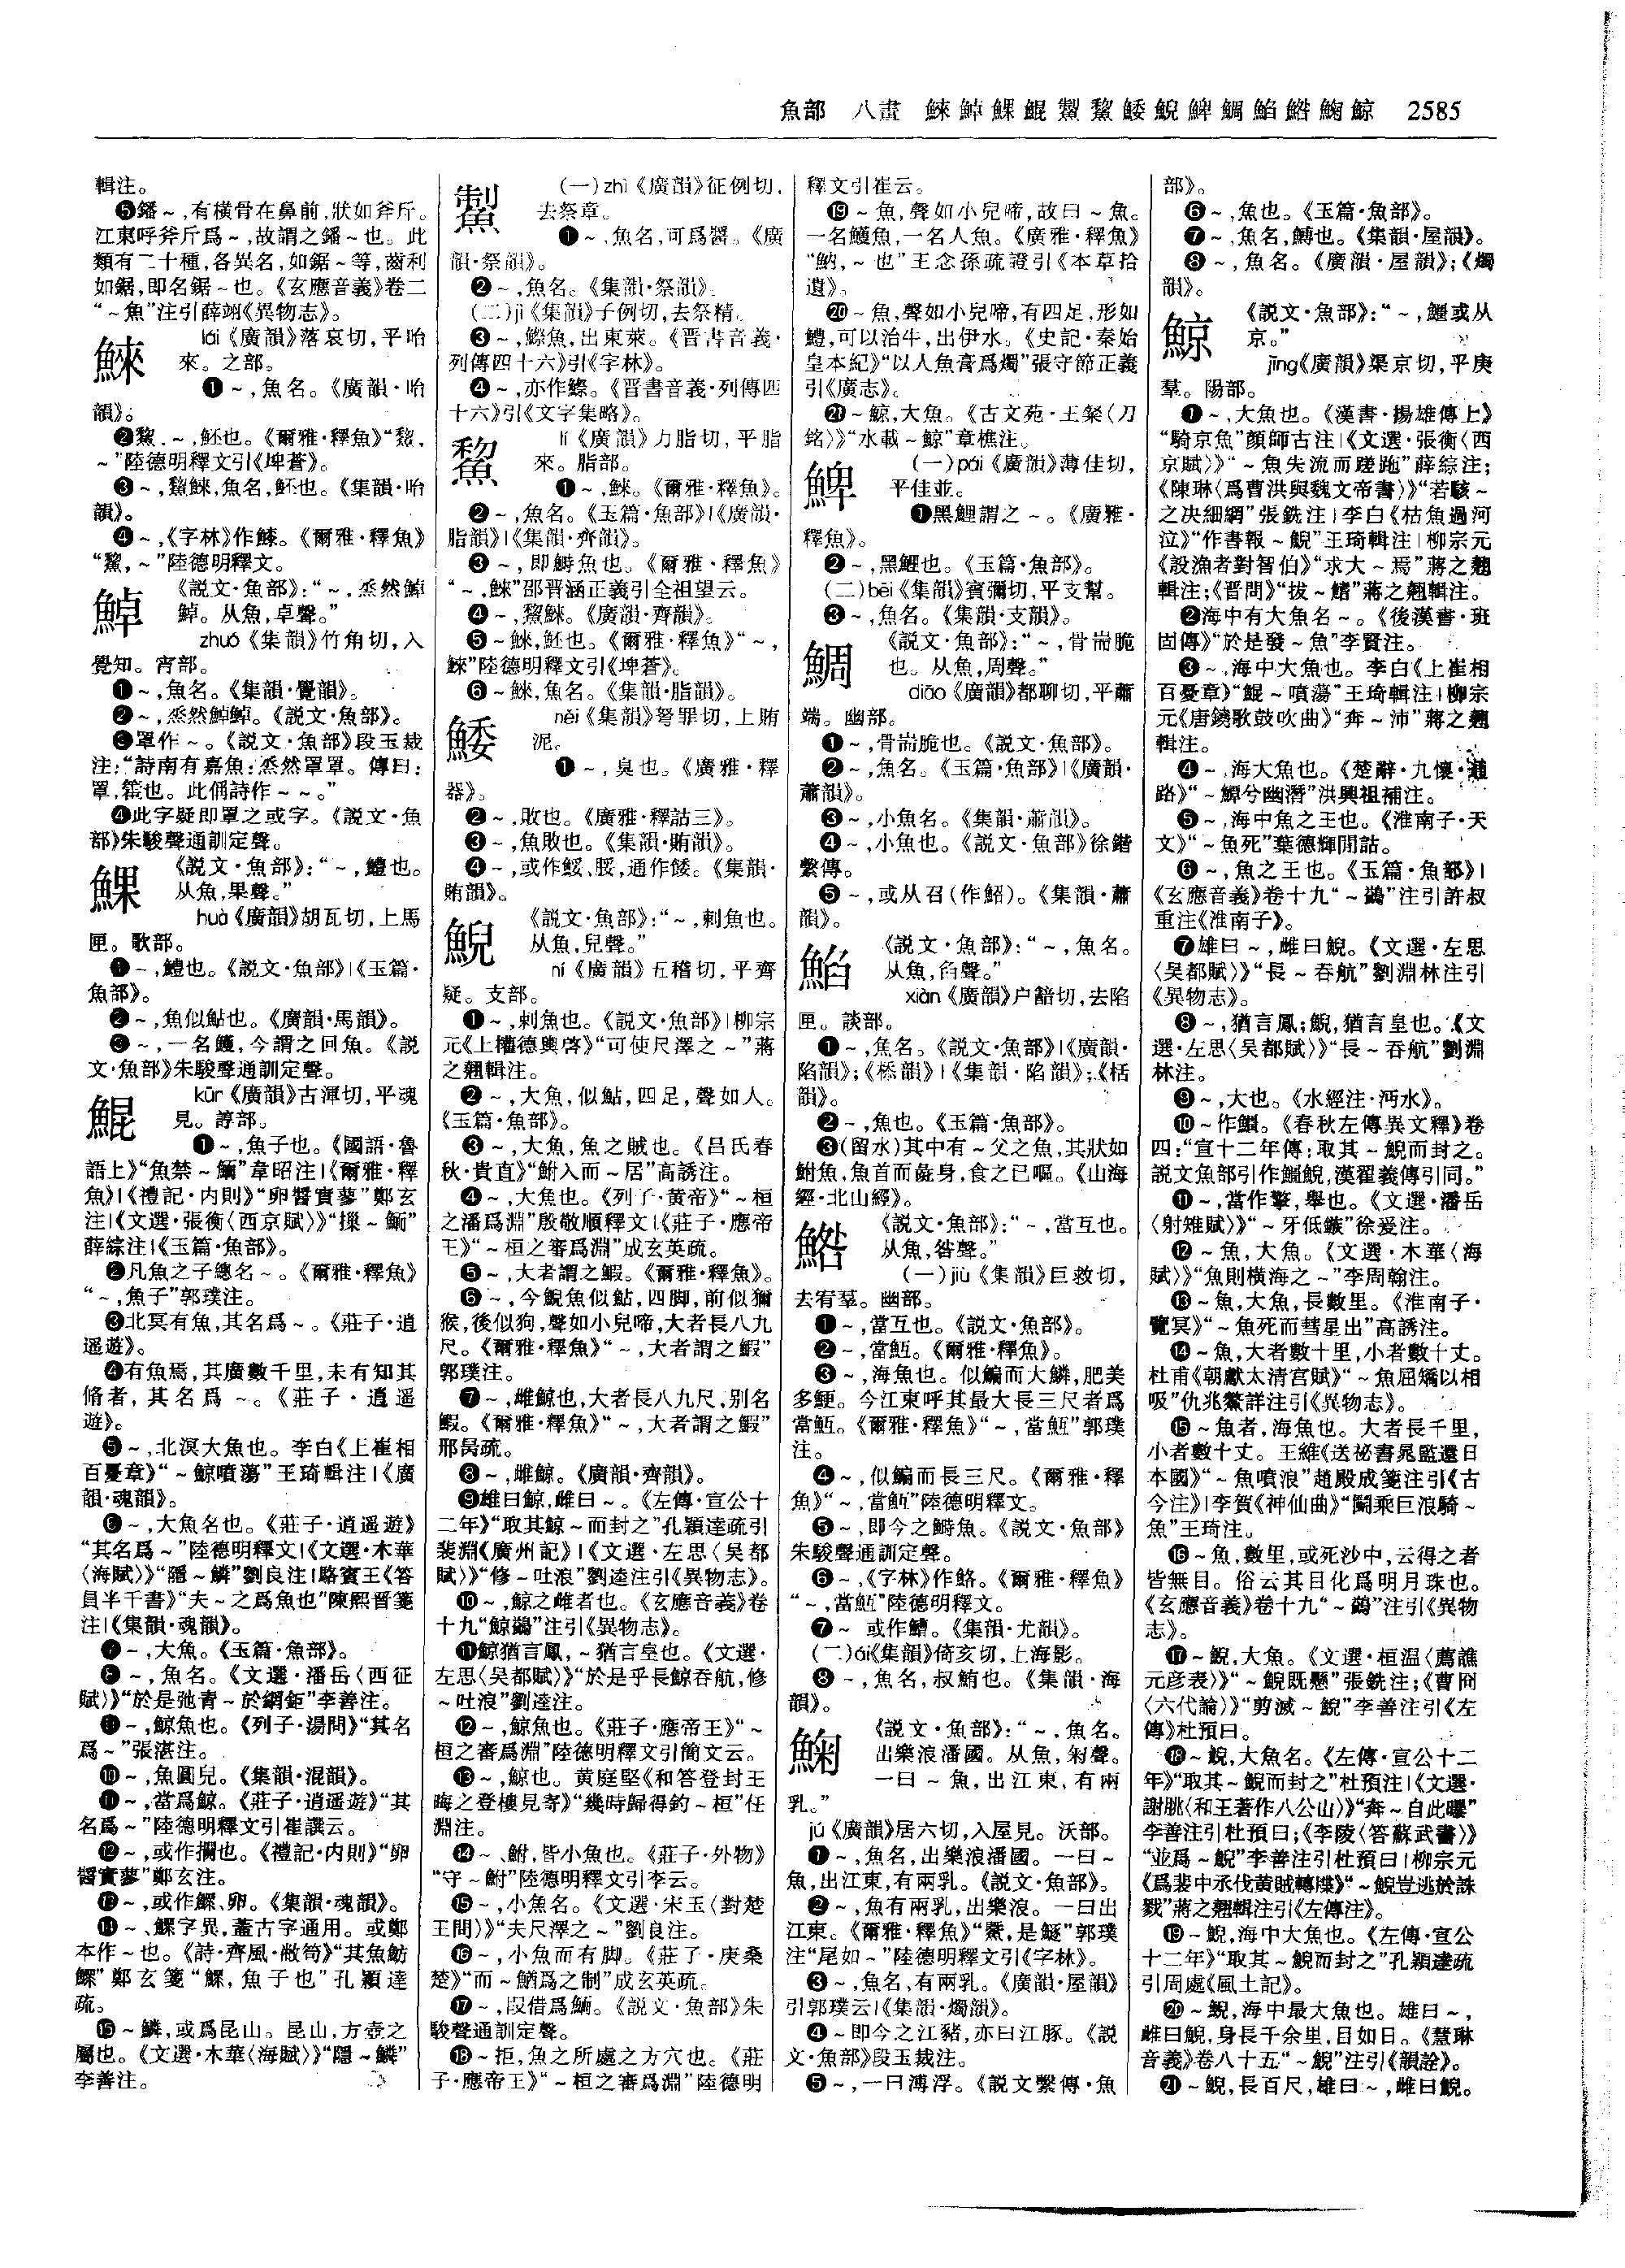 魚部 八畫 鯠鯙鯤鯯鯬鯘鯢鯡鯛鯰鯦鯨 2585
輯注。
❺鐇～,有横骨在鼻前,狀如斧斤。
江東呼斧斤爲～,故謂之鐇～也。此
類有二十種,各異名,如鋸～等,齒利
如鋸,即名鋸～也。《玄應音義》卷二
“～魚”注引薛翊《異物志》。
鯠
lái《廣韻》落哀切,平咍
來。之部。
❶～,魚名。《廣韻·咍
韻》。
❷鯬,～,魾也。《爾雅·釋魚》“鯬,
～”陸德明釋文引《埤蒼》。
❸～,鯬鯠,魚名,魾也。《集韻·咍
韻》。
❹～,《字林》作䱱。《爾雅·釋魚》
“鯬,～”陸德明釋文。
《説文·魚部》:“～,烝然鯙
鯙。从魚,卓聲。”
zhuó《集韻》竹角切,入
覺知。宵部。
❶～,魚名。《集韻·覺韻》。
❷～,烝然鯙鯙。《説文·魚部》。
❸罩作～。《説文·魚部》段玉裁
注:“詩南有嘉魚:烝然罩罩。傳曰:
罩,籗也。此偁詩作～～。”
❹此字疑即罩之或字。《説文·魚
部》朱駿聲通訓定聲。
《説文·魚部》:“～,鱧也。
从魚,果聲。”
huà《廣韻》胡瓦切,上馬
匣。歌部。
❶～,鱧也。《説文·魚部》|《玉篇·
魚部》。
❷～,魚似鮎也。《廣韻·馬韻》。
❸～,一名鱯,今謂之回魚。《説
文·魚部》朱駿聲通訓定聲。
鯤
kūn《廣韻》古渾切,平魂
見。諄部。
❶～,魚子也。《國語·魯
語上》“魚禁～鮞”韋昭注|《爾雅·釋
魚》|《禮記·内則》“卵醬實蓼”鄭玄
注|《文選·張衡〈西京賦〉》“摷～鮞”
薛綜注|《玉篇·魚部》。
❷凡魚之子總名～。《爾雅·釋魚》
“～,魚子”郭璞注。
❸北冥有魚,其名爲～。《莊子·逍
遥遊》。
❹有魚焉,其廣數千里,未有知其
脩者,其名爲～。《莊子·逍遥
遊》。
❺～,北溟大魚也。李白《上崔相
百憂章》“～鯨噴蕩”王琦輯注|《廣
韻·魂韻》。
❻～,大魚名也。《莊子·逍遥遊》
“其名爲～”陸德明釋文|《文選·木華
〈海賦〉》“隱～鱗”劉良注|駱賓王《答
員半千書》“夫～之爲魚也”陳熙晉箋
注|《集韻·魂韻》。
❼～,大魚。《玉篇·魚部》。
❽～,魚名。《文選·潘岳〈西征
賦〉》“於是弛青～於網鉅”李善注。
❾～,鯨魚也。《列子·湯問》“其名
爲～”張湛注。
❿～,魚圓皃。《集韻·混韻》。
⓫～,當爲鯨。《莊子·逍遥遊》“其
名爲～”陸德明釋文引崔譔云。
⓬～,或作攔也。《禮記·内則》“卵
醬實蓼”鄭玄注。
⓭～,或作鰥、卵。《集韻·魂韻》。
⓮～、鰥字異,蓋古字通用。或鄭
本作～也。《詩·齊風·敝笱》“其魚魴
鰥”鄭玄箋“鰥,魚子也”孔穎達
疏。
⓯～鱗,或爲昆山。昆山,方壺之
屬也。《文選·木華〈海賦〉》“隱～鱗”
李善注。
鯯
(一)zhì《廣韻》征例切,
去祭章。
❶～,魚名,可爲醬。《廣
韻·祭韻》。
❷～,魚名。《集韻·祭韻》。
(二)jì《集韻》子例切,去祭精。
❸～,鰶魚,出東萊。《晋書音義·
列傳四十六》引《字林》。
❹～,亦作鰶。《晋書音義·列傳四
十六》引《文字集略》。
鯬
lí《廣韻》力脂切,平脂
來。脂部。
❶～,鯠。《爾雅·釋魚》。
❷～,魚名。《玉篇·魚部》|《廣韻·
脂韻》|《集韻·齊韻》。
❸～,即鰣魚也。《爾雅·釋魚》
“～,鯠”邵晋涵正義引全祖望云。
❹～,鯬鯠。《廣韻·齊韻》。
❺～鯠,魾也。《爾雅·釋魚》“～,
鯠”陸德明釋文引《埤蒼》。
❻～鯠,魚名。《集韻·脂韻》。
鯘
něi《集韻》弩罪切,上賄
泥。
❶～,臭也。《廣雅·釋
器》。
❷～,敗也。《廣雅·釋詁三》。
❸～,魚敗也。《集韻·賄韻》。
❹～,或作鮾、脮,通作餒。《集韻·
賄韻》。
鯢
《説文·魚部》:“～,刺魚也。
从魚,兒聲。”
ní《廣韻》五稽切,平齊
疑。支部。
❶～,刺魚也。《説文·魚部》|柳宗
元《上權德輿啓》“可使尺澤之～”蔣
之翹輯注。
❷～,大魚,似鮎,四足,聲如人。
《玉篇·魚部》。
❸～,大魚,魚之賊也。《吕氏春
秋·貴直》“鮒入而～居”高誘注。
❹～,大魚也。《列子·黄帝》“～桓
之潘爲淵”殷敬順釋文|《莊子·應帝
王》“～桓之審爲淵”成玄英疏。
❺～,大者謂之鰕。《爾雅·釋魚》。
❻～,今鯢魚似鮎,四脚,前似獼
猴,後似狗,聲如小兒啼,大者長八九
尺。《爾雅·釋魚》“～,大者謂之鰕”
郭璞注。
❼～,雌鯨也,大者長八九尺,别名
鰕。《爾雅·釋魚》“～,大者謂之鰕”
邢昺疏。
❽～,雌鯨。《廣韻·齊韻》。
❾雄曰鯨,雌曰～。《左傳·宣公十
二年》“取其鯨～而封之”孔穎達疏引
裴淵《廣州記》|《文選·左思〈吴都
賦〉》“修～吐浪”劉逵注引《異物志》。
❿～,鯨之雌者也。《玄應音義》卷
十九“鯨鷁”注引《異物志》。
⓫鯨猶言鳳,～猶言皇也。《文選·
左思〈吴都賦〉》“於是乎長鯨吞航,修
～吐浪”劉逵注。
⓬～,鯨魚也。《莊子·應帝王》“～
桓之審爲淵”陸德明釋文引簡文云。
⓭～,鯨也。黄庭堅《和答登封王
晦之登樓見寄》“幾時歸得釣～桓”任
淵注。
⓮～、鮒,皆小魚也。《莊子·外物》
“守～鮒”陸德明釋文引李云。
⓯～,小魚名。《文選·宋玉〈對楚
王問〉》“夫尺澤之～”劉良注。
⓰～,小魚而有脚。《莊子·庚桑
楚》“而～鰌爲之制”成玄英疏。
⓱～,叚借爲鮞。《説文·魚部》朱
駿聲通訓定聲。
⓲～拒,魚之所處之方穴也。《莊
子·應帝王》“～桓之審爲淵”陸德明
釋文引崔云。
⓳～魚,聲如小兒啼,故曰～魚。
一名鱯魚,一名人魚。《廣雅·釋魚》
“魶,～也”王念孫疏證引《本草拾
遺》。
⓴～魚,聲如小兒啼,有四足,形如
鱧,可以治牛,出伊水。《史記·秦始
皇本紀》“以人魚膏爲燭”張守節正義
引《廣志》。
㉑～鯨,大魚。《古文苑·王粲〈刀
銘〉》“水載～鯨”章樵注。
(一)pái《廣韻》薄佳切,
平佳並。
❶黑鯉謂之～。《廣雅·
釋魚》。
❷～,黑鯉也。《玉篇·魚部》。
(二)bēi《集韻》賓彌切,平支幫。
❸～,魚名。《集韻·支韻》。
鯛
《説文·魚部》:“～,骨耑脆
也。从魚,周聲。”
diāo《廣韻》都聊切,平蕭
端。幽部。
❶～,骨耑脆也。《説文·魚部》。
❷～,魚名。《玉篇·魚部》|《廣韻·
蕭韻》。
❸～,小魚名。《集韻·蕭韻》。
❹～,小魚也。《説文·魚部》徐鍇
繫傳。
❺～,或从召(作鮉)。《集韻·蕭
韻》。
《説文·魚部》:“～,魚名。
从魚,臽聲。”
xiàn《廣韻》户韽切,去陷
匣。談部。
❶～,魚名。《説文·魚部》|《廣韻·
陷韻》;《㮇韻》|《集韻·陷韻》;《栝
韻》。
❷～,魚也。《玉篇·魚部》。
❸(留水)其中有～父之魚,其狀如
鮒魚,魚首而彘身,食之已嘔。《山海
經·北山經》。
《説文·魚部》:“～,當互也。
从魚,咎聲。”
(一)jiù《集韻》巨救切,
去宥羣。幽部。
❶～,當互也。《説文·魚部》。
❷～,當魱。《爾雅·釋魚》。
❸～,海魚也。似鯿而大鱗,肥美
多鯁。今江東呼其最大長三尺者爲
當魱。《爾雅·釋魚》“～,當魱”郭璞
注。
❹～,似鯿而長三尺。《爾雅·釋
魚》“～,當魱”陸德明釋文。
❺～,即今之鰣魚。《説文·魚部》
朱駿聲通訓定聲。
❻～,《字林》作鮥。《爾雅·釋魚》
“～,當魱”陸德明釋文。
❼～或作鰽。《集韻·尤韻》。
(二)ǎi《集韻》倚亥切,上海影。
❽～,魚名,叔鮪也。《集韻·海
韻》。
《説文·魚部》:“～,魚名。
出樂浪潘國。从魚,匊聲。
一曰～魚,出江東,有兩
乳。”
jú《廣韻》居六切,入屋見。沃部。
❶～,魚名,出樂浪潘國。一曰～
魚,出江東,有兩乳。《説文·魚部》。
❷～,魚有兩乳,出樂浪。一曰出
江東。《爾雅·釋魚》“鱀,是鱁”郭璞
注“尾如～”陸德明釋文引《字林》。
❸～,魚名,有兩乳。《廣韻·屋韻》
引郭璞云|《集韻·燭韻》。
❹～即今之江豬,亦曰江豚。《説
文·魚部》段玉裁注。
❺～,一曰溥浮。《説文繫傳·魚
部》。
❻～,魚也。《玉篇·魚部》。
❼～,魚名,鱄也。《集韻·屋韻》。
❽～,魚名。《廣韻·屋韻》;《燭
韻》。
鯨
《説文·魚部》:“～,鱷或从
京。”
jīng《廣韻》渠京切,平庚
羣。陽部。
❶～,大魚也。《漢書·揚雄傳上》
“騎京魚”顔師古注|《文選·張衡〈西
京賦〉》“～魚失流而蹉跎”薛綜注;
《陳琳〈爲曹洪與魏文帝書〉》“若駭～
之决細網”張銑注|李白《枯魚過河
泣》“作書報～鯢”王琦輯注|柳宗元
《設漁者對智伯》“求大～焉”蔣之翹
輯注;《晋問》“拔～鰭”蔣之翹輯注。
❷海中有大魚名～。《後漢書·班
固傳》“於是發～魚”李賢注。
❸～,海中大魚也。李白《上崔相
百憂章》“鯤～噴蕩”王琦輯注|柳宗
元《唐鐃歌鼓吹曲》“奔～沛”蔣之翹
輯注。
❹～,海大魚也。《楚辭·九懷·通
路》“～鱏兮幽潛”洪興祖補注。
❺～,海中魚之王也。《淮南子·天
文》“～魚死”葉德輝閒詁。
❻～,魚之王也。《玉篇·魚部》|
《玄應音義》卷十九“～鷁”注引許叔
重注《淮南子》。
❼雄曰～,雌曰鯢。《文選·左思
〈吴都賦〉》“長～吞航”劉淵林注引
《異物志》。
❽～,猶言鳳;鯢,猶言皇也。《文
選·左思〈吴都賦〉》“長～吞航”劉淵
林注。
❾～,大也。《水經注·沔水》。
❿～作鱷。《春秋左傳異文釋》卷
四:“宣十二年傳:取其～鯢而封之。
説文魚部引作鱷鯢,漢翟義傳引同。”
⓫～,當作擎,舉也。《文選·潘岳
〈射雉賦〉》“～牙低鏃”徐爰注。
⓬～魚,大魚。《文選·木華〈海
賦〉》“魚則横海之～”李周翰注。
⓭～魚,大魚,長數里。《淮南子·
覽冥》“～魚死而彗星出”高誘注。
⓮～魚,大者數十里,小者數十丈。
杜甫《朝獻太清宫賦》“～魚屈矯以相
吸”仇兆鰲詳注引《異物志》。
⓯～魚者,海魚也。大者長千里,
小者數十丈。王維《送祕書晁監還日
本國》“～魚噴浪”趙殿成箋注引《古
今注》|李賀《神仙曲》“鬭乘巨浪騎～
魚”王琦注。
⓰～魚,數里,或死沙中,云得之者
皆無目。俗云其目化爲明月珠也。
《玄應音義》卷十九“～鷁”注引《異物
志》。
⓱～鯢,大魚。《文選·桓温〈薦譙
元彦表〉》“～鯢既懸”張銑注;《曹冏
〈六代論〉》“剪滅～鯢”李善注引《左
傳》杜預曰。
⓲～鯢,大魚名。《左傳·宣公十二
年》“取其～鯢而封之”杜預注|《文選·
謝朓〈和王著作八公山〉》“奔～自此曝”
李善注引杜預曰;《李陵〈答蘇武書〉》
“並爲～鯢”李善注引杜預曰|柳宗元
《爲裴中丞伐黄賊轉牒》“～鯢豈逃於誅
戮”蔣之翹輯注引《左傳注》。
⓳～鯢,海中大魚也。《左傳·宣公
十二年》“取其～鯢而封之”孔穎達疏
引周處《風土記》。
⓴～鯢,海中最大魚也。雄曰～,
雌曰鯢,身長千余里,目如日。《慧琳
音義》卷八十五“～鯢”注引《韻詮》。
㉑～鯢,長百尺,雄曰～,雌曰鯢。